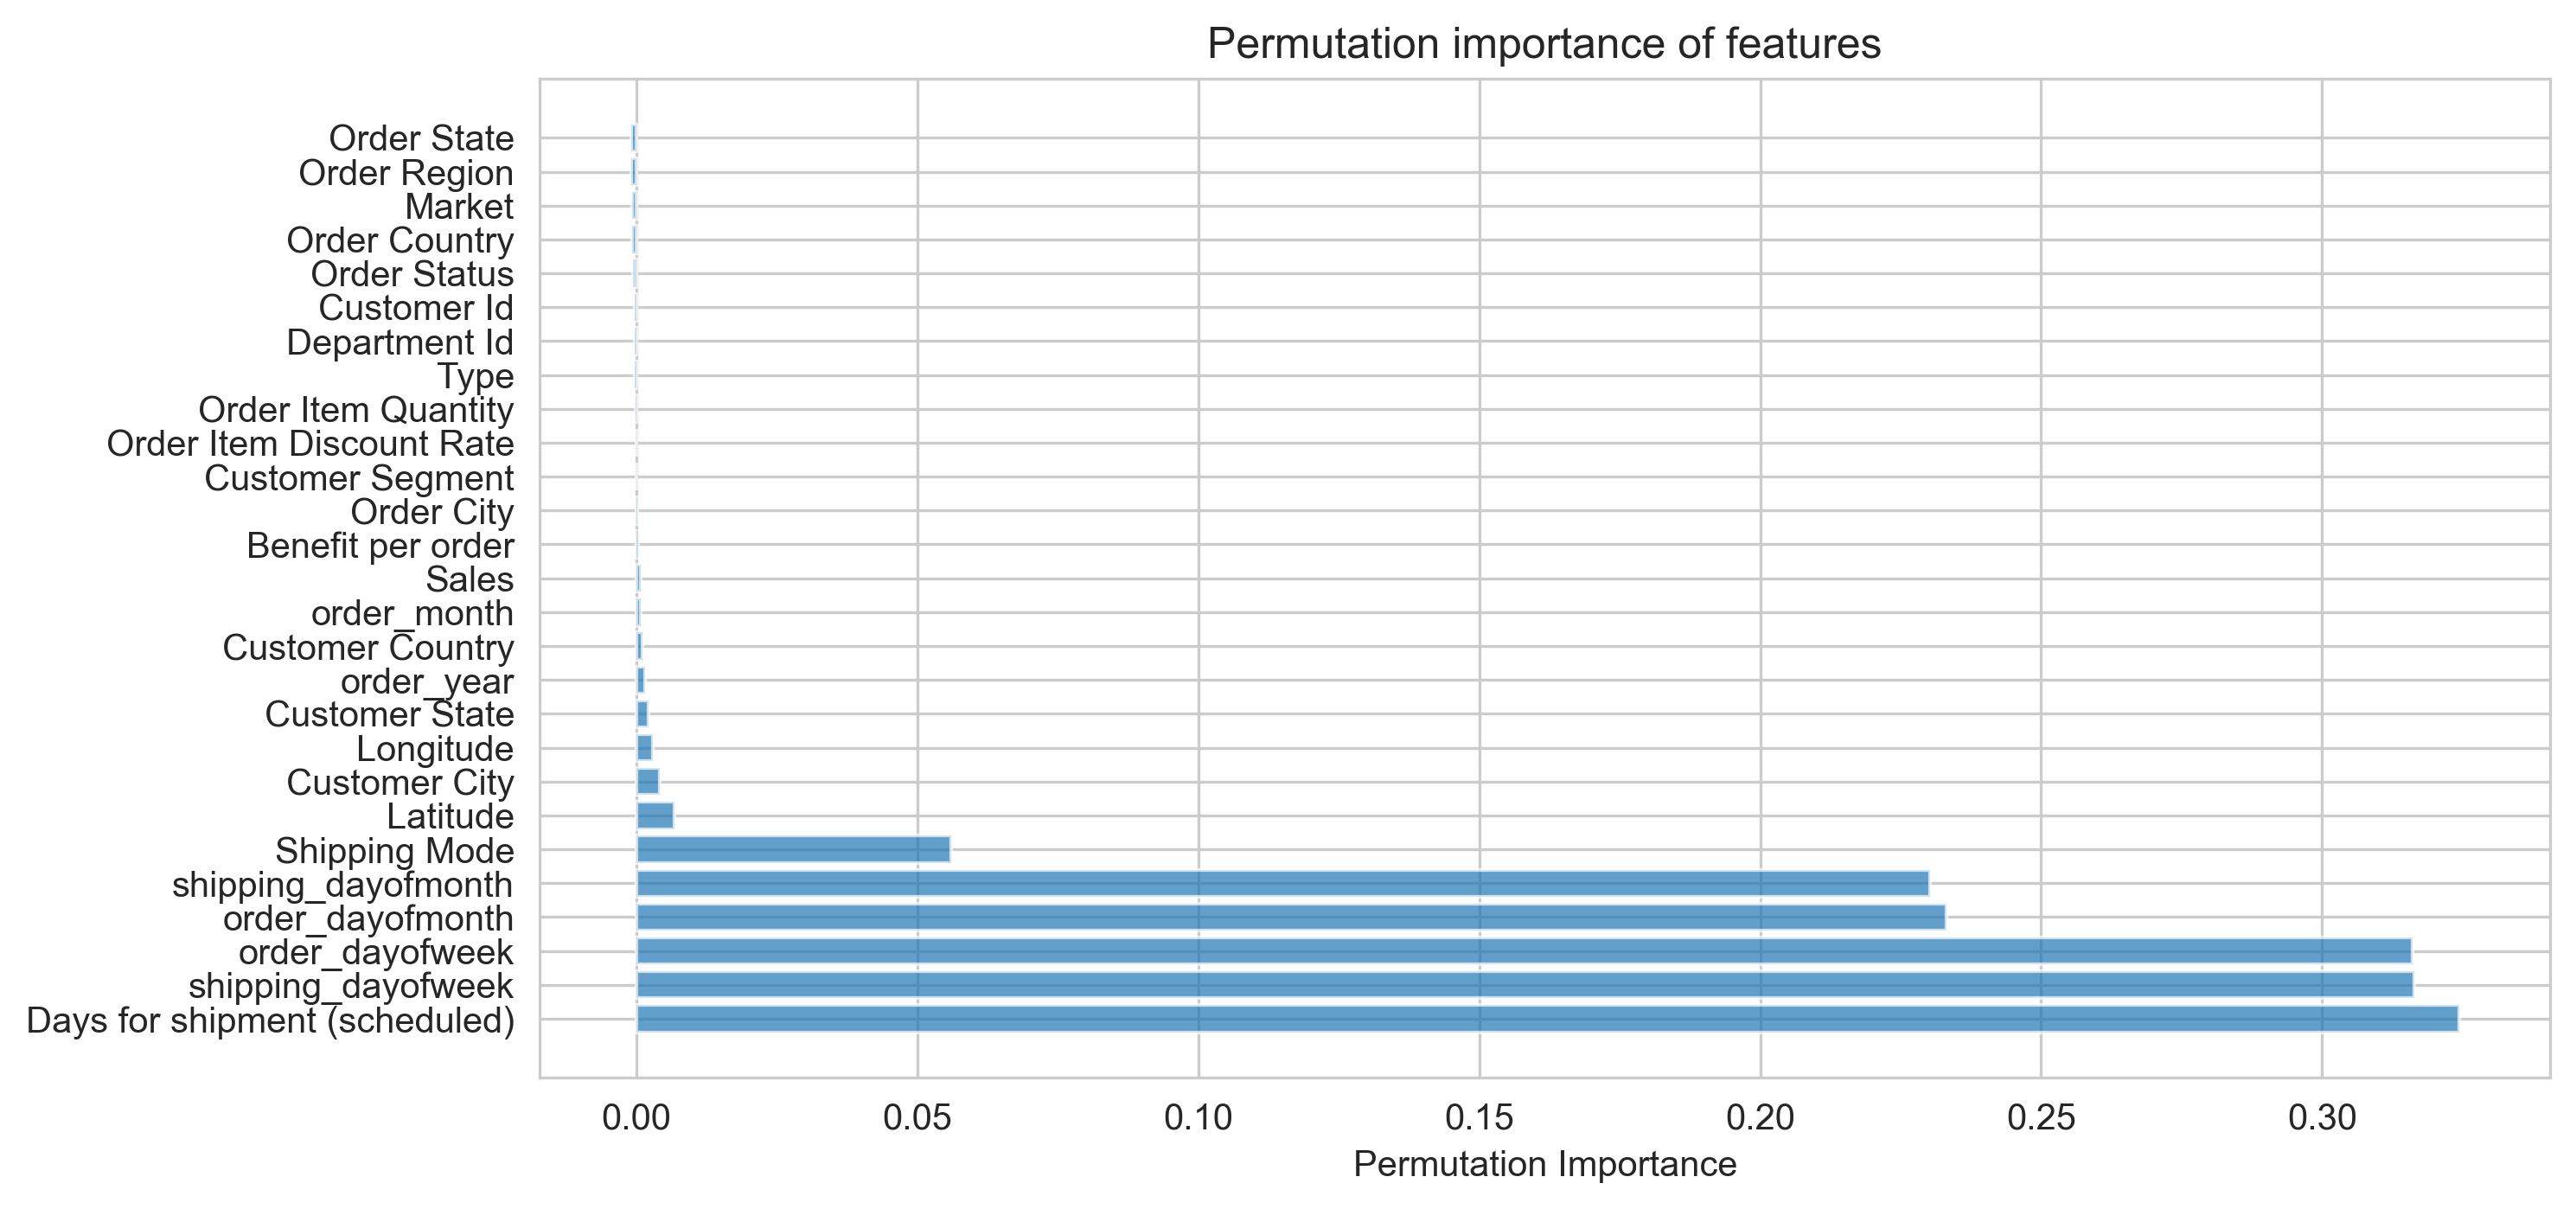 Permutation importance of features
Order State
Order Region
Market
Order Country
Order Status
Customer Id
Department Id
Type
Order Item Quantity
Order Item Discount Rate
Customer Segment
Order City
Benefit per order
Sales
order_month
Customer Country
order_year
Customer State
Longitude
Customer City
Latitude
Shipping Mode
shipping_dayofmonth
order_dayofmonth
order_dayofweek
shipping_dayofweek
Days for shipment (scheduled)
0.00 0.05 0.10 0.15 0.20 0.25 0.30
Permutation Importance